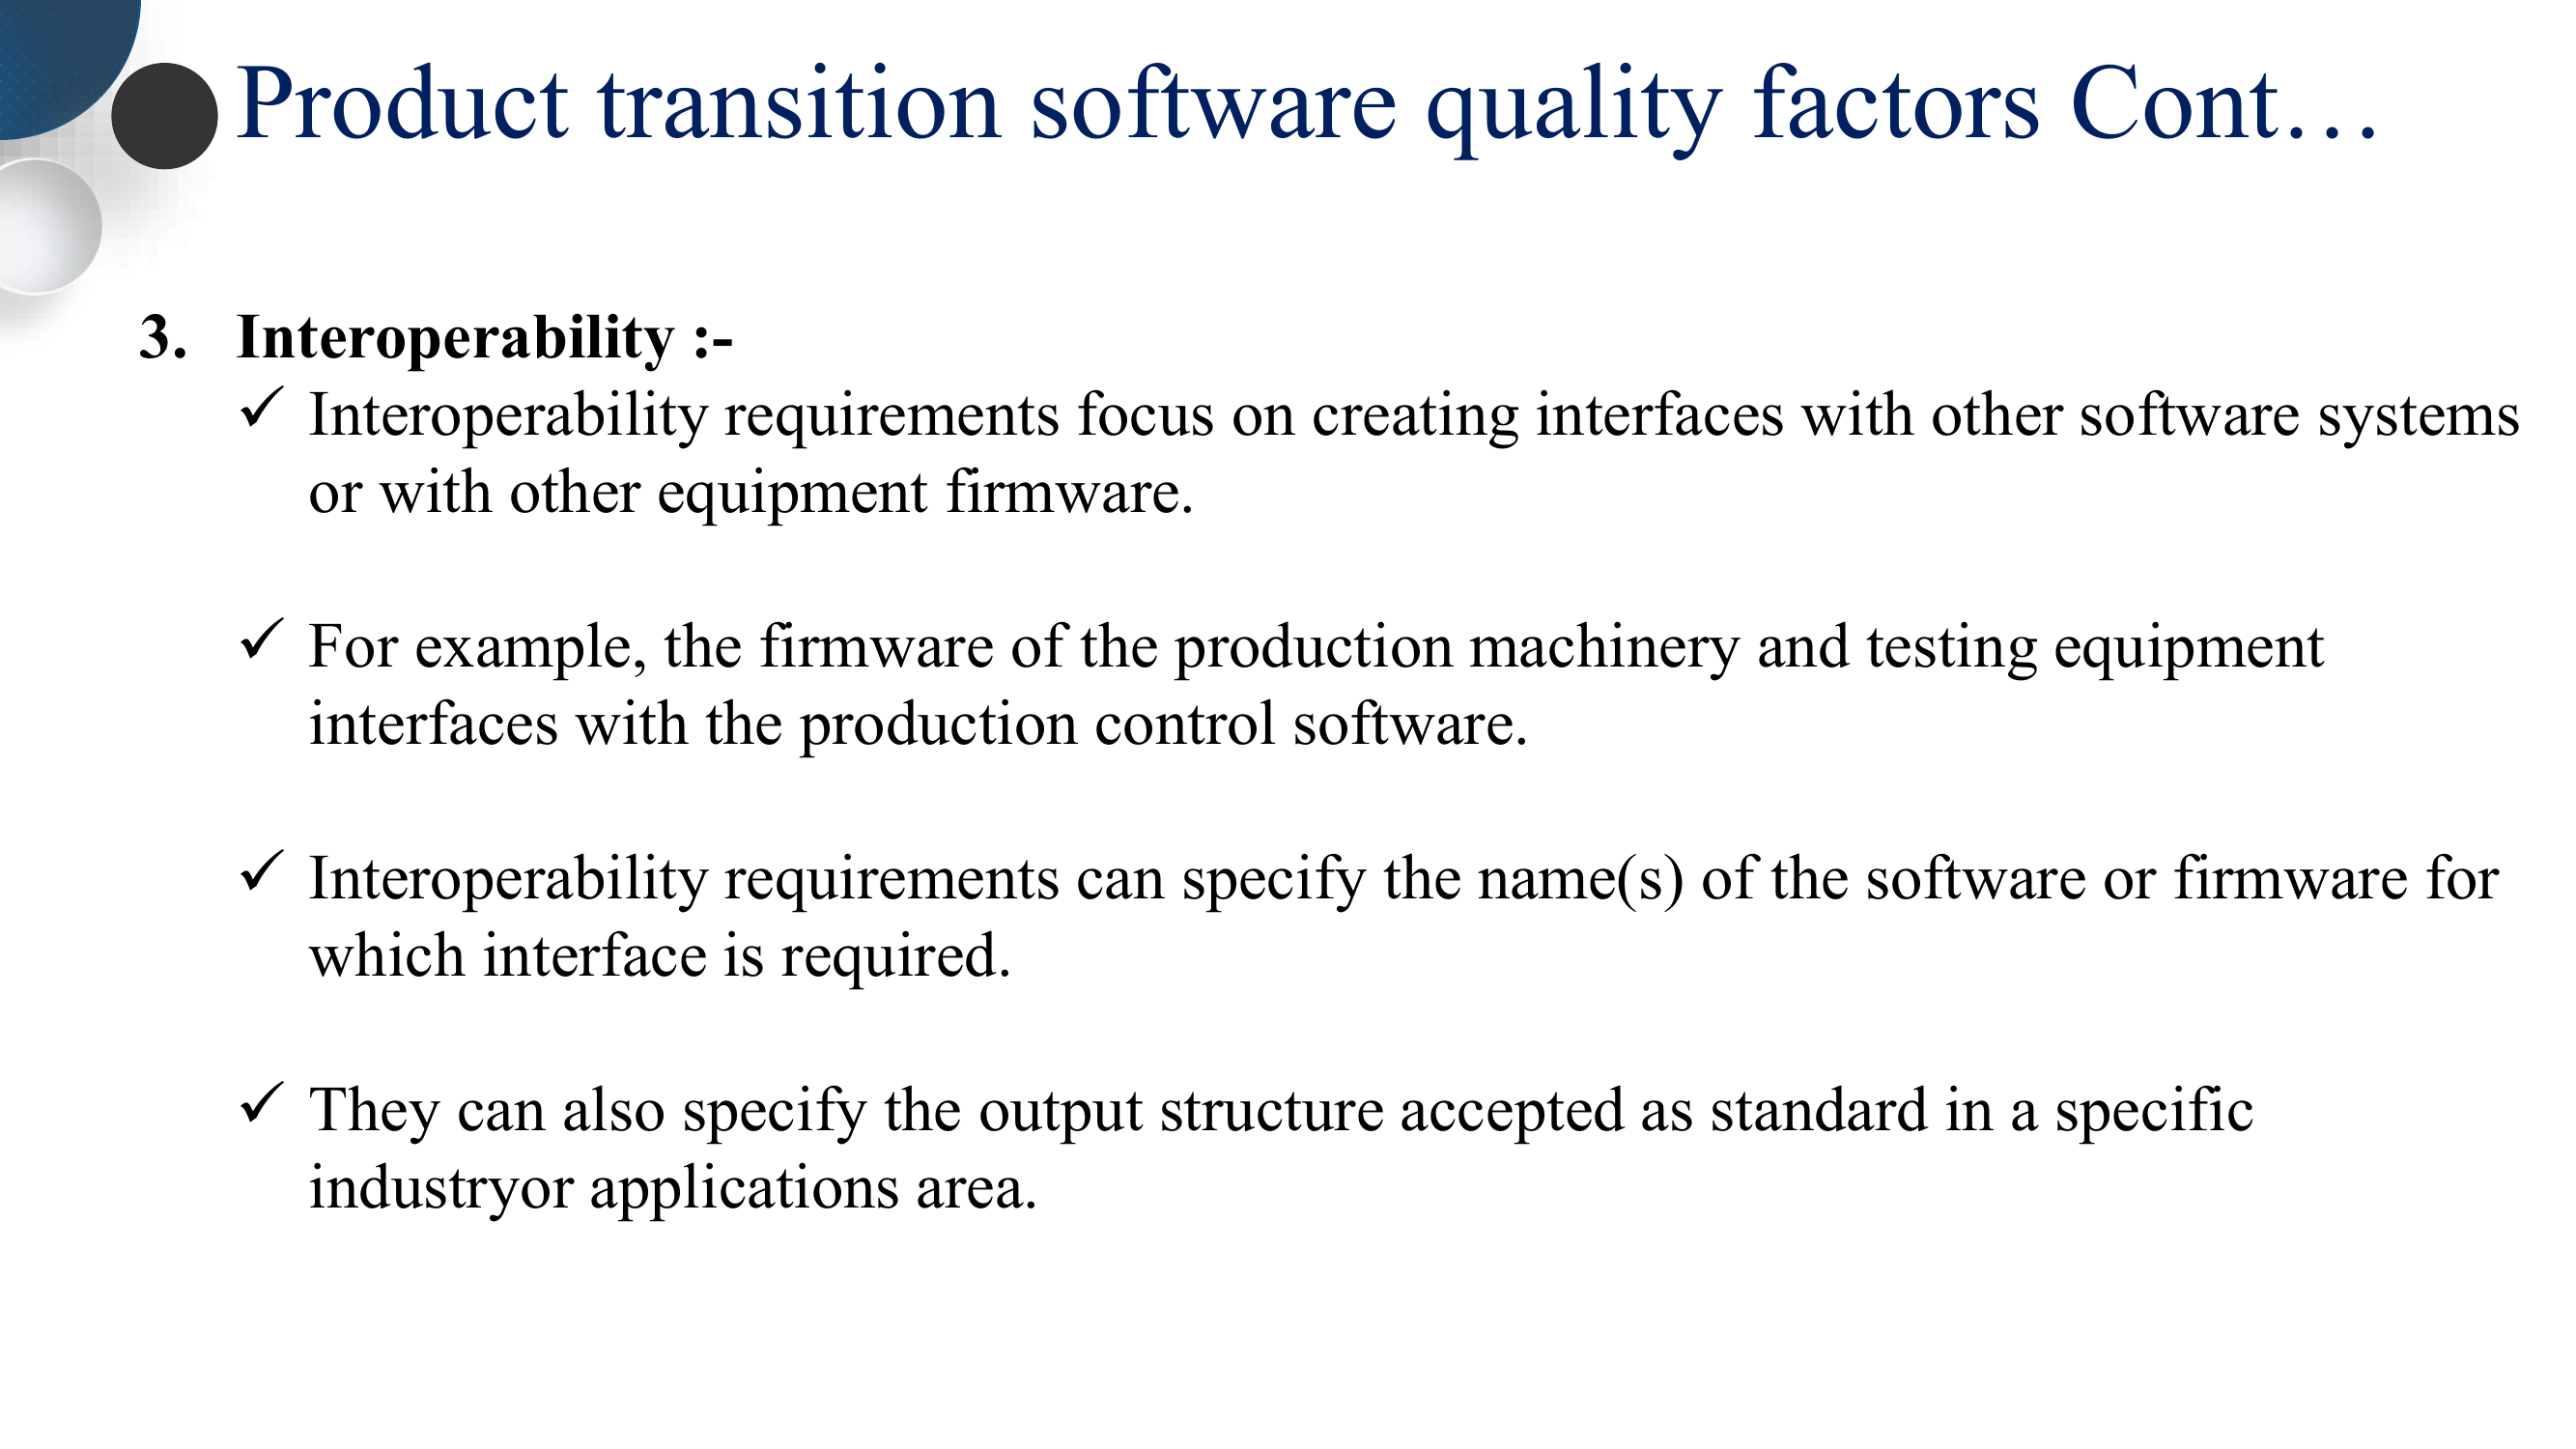 Product transition software quality factors Cont…
3. Interoperability :-
✓ Interoperability requirements focus on creating interfaces with other software systems
or with other equipment firmware.
✓ For example, the firmware of the production machinery and testing equipment
interfaces with the production control software.
✓ Interoperability requirements can specify the name(s) of the software or firmware for
which interface is required.
✓ They can also specify the output structure accepted as standard in a specific
industryor applications area.